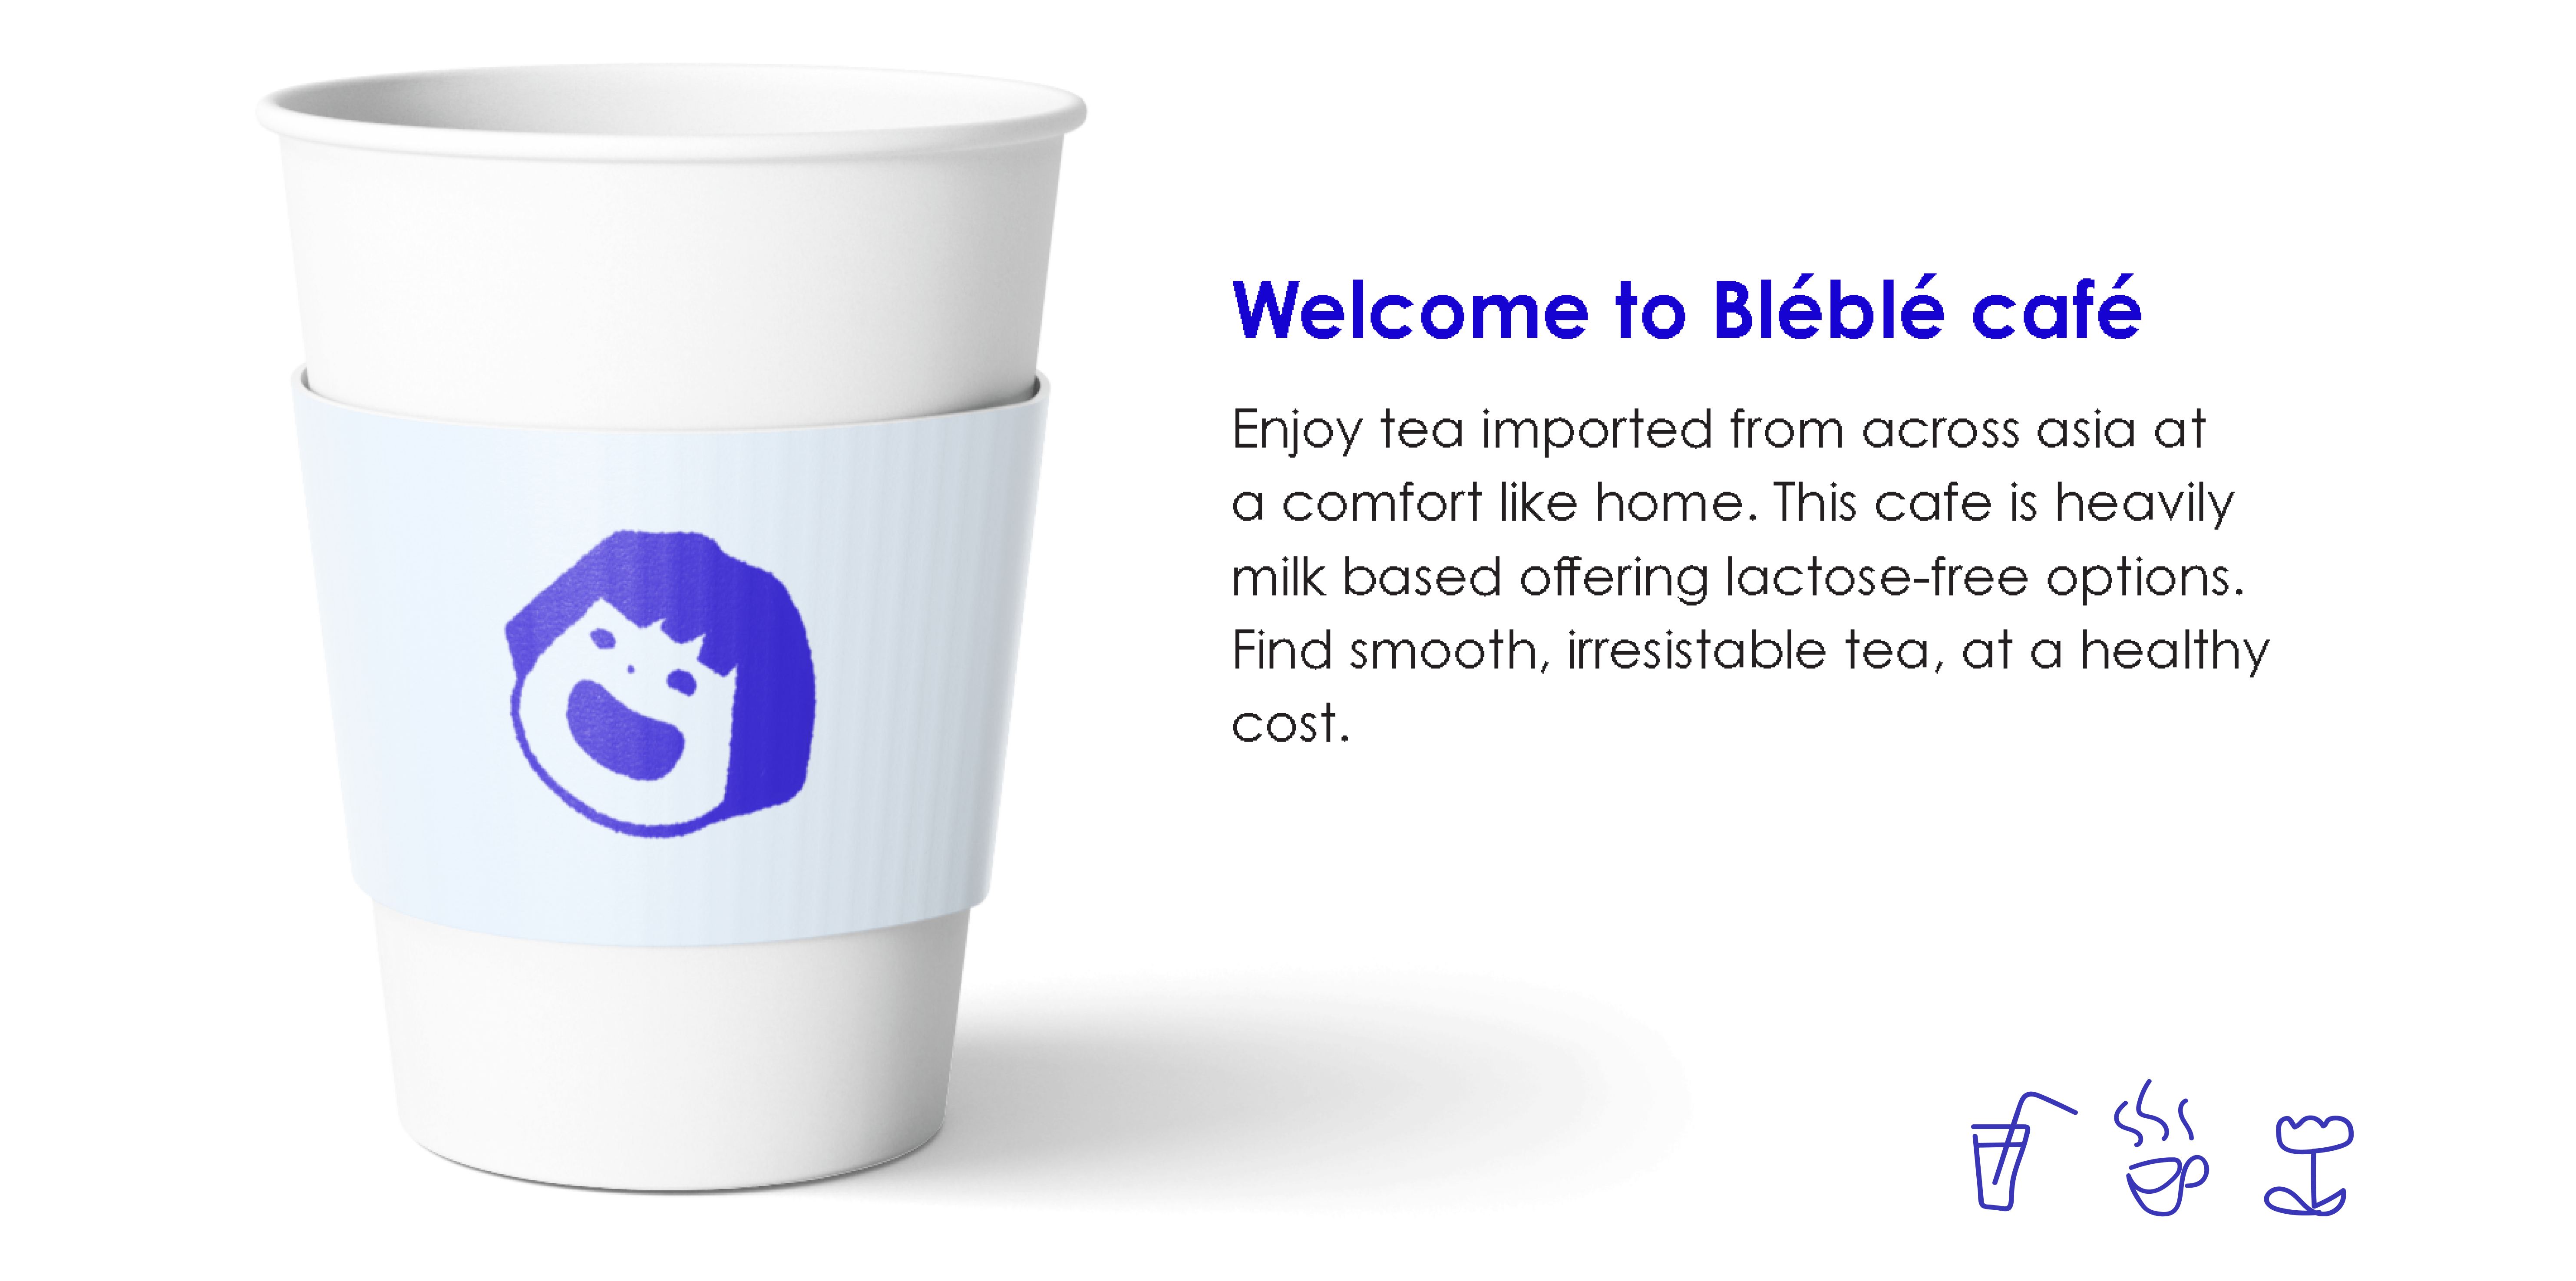 Welcome to Bléblé café
Enjoy tea imported from across asia at
a comfort like home. This cafe is heavily
milk based offering lactose-free options.
Find smooth, irresistable tea, at a healthy
cost.